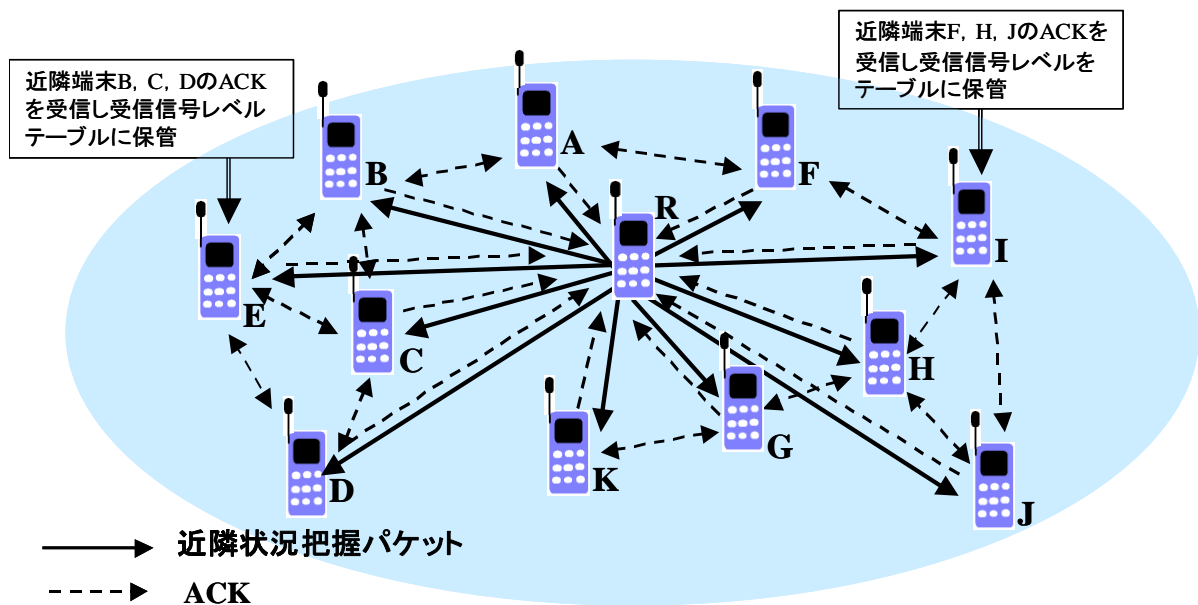 近隣端末B, C, DのACK
を受信し受信信号レベル
テーブルに保管
近隣端末F, H, JのACKを
受信し受信信号レベルを
テーブルに保管
A
B
F
R
I
E
C
H
D
K
G
J
近隣状況把握パケット
ACK